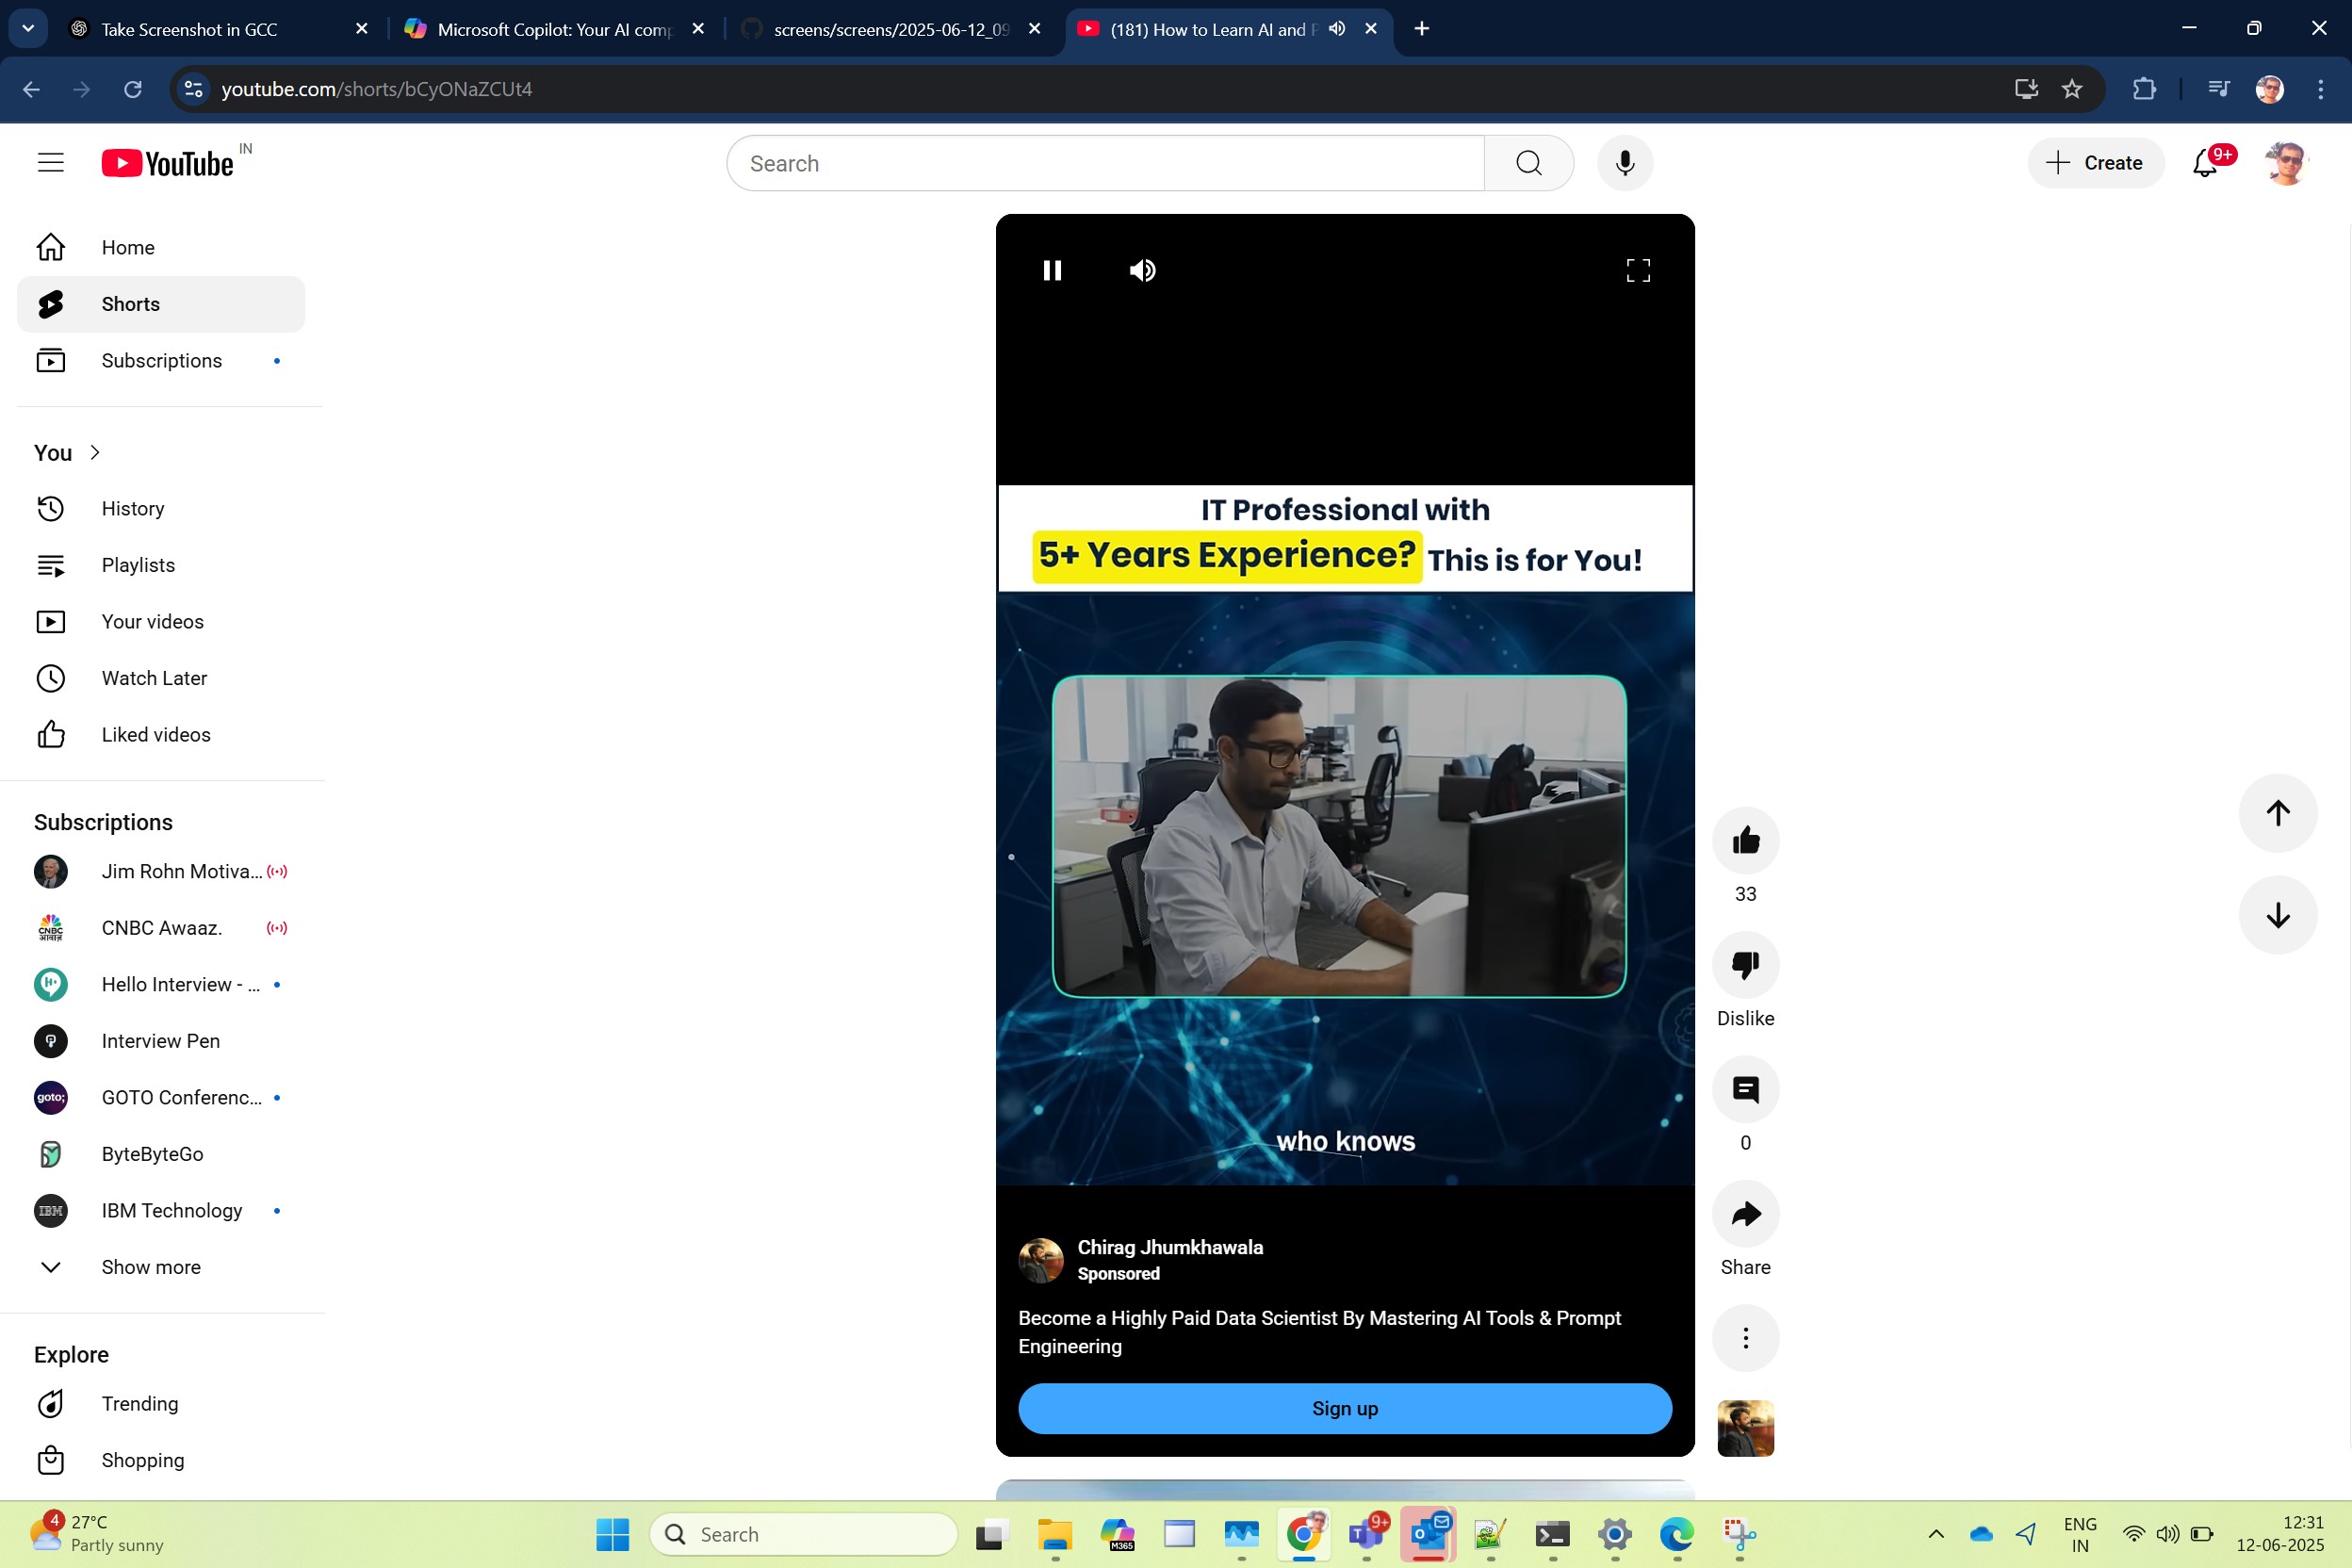 Take Screenshot in GCC
Microsoft Copilot: Your AI comp
screens/screens/2025-06-12_09
(181) How to Learn AI and P
youtube.com/shorts/bCyONaZCUt4
YouTube IN
Search
Create
9+
Home
Shorts
Subscriptions
You
History
Playlists
Your videos
Watch Later
Liked videos
Subscriptions
Jim Rohn Motiva...
CNBC Awaaz.
Hello Interview - ...
Interview Pen
goto; GOTO Conferenc...
ByteByteGo
IBM IBM Technology
Show more
Explore
Trending
Shopping
IT Professional with
5+ Years Experience? This is for You!
who knows
Chirag Jhumkhawala
Sponsored
Become a Highly Paid Data Scientist By Mastering AI Tools & Prompt
Engineering
Sign up
33
Dislike
0
Share
4
27°C
Partly sunny
Search
M365
9+
ENG
IN
12:31
12-06-2025